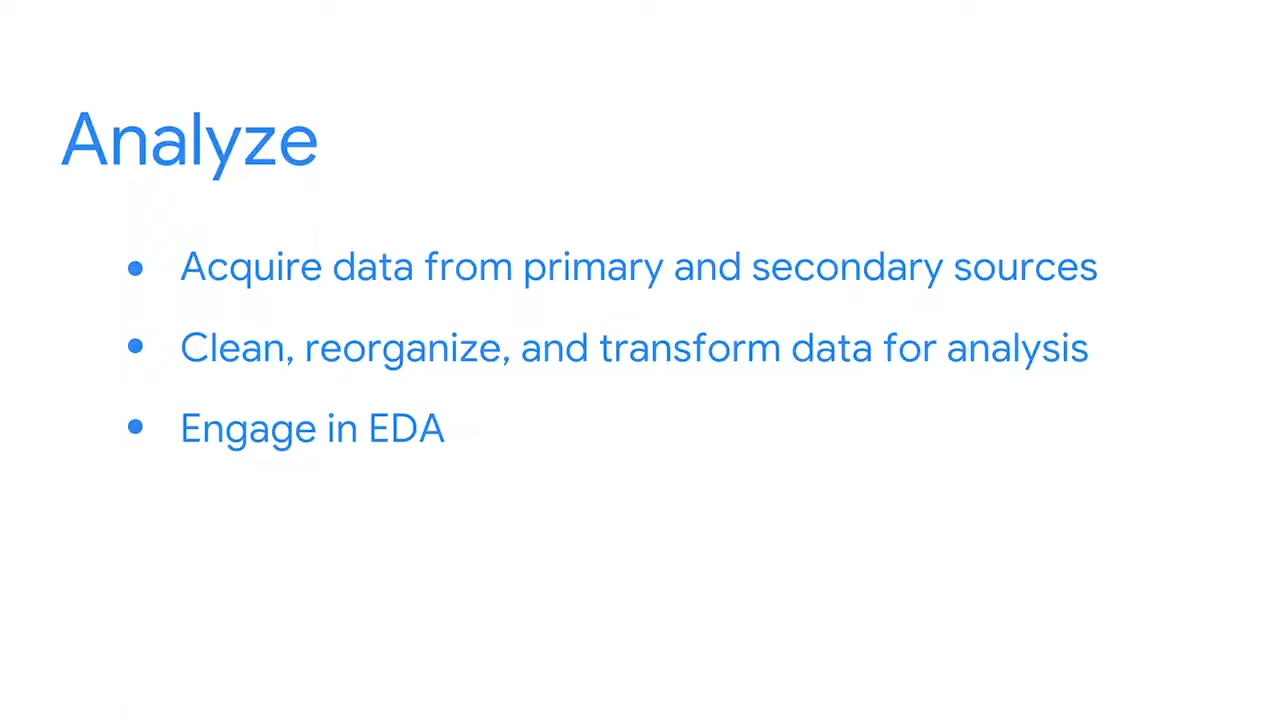 Analyze
• Acquire data from primary and secondary sources
• Clean, reorganize, and transform data for analysis
• Engage in EDA